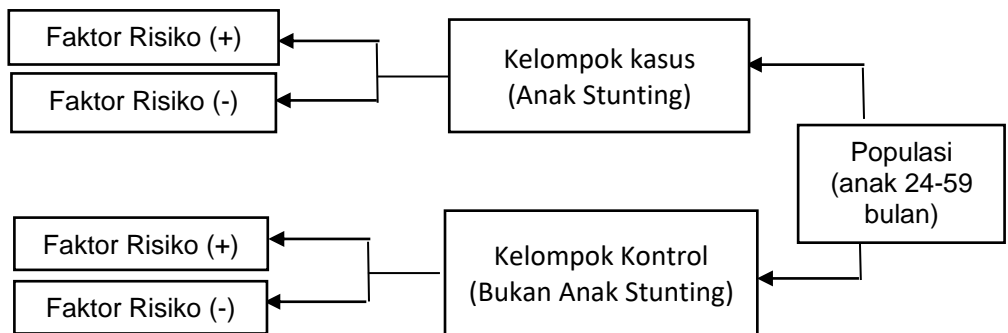 Faktor Risiko (+)
Faktor Risiko (-)
Kelompok kasus
(Anak Stunting)
Populasi
(anak 24-59
bulan)
Faktor Risiko (+)
Faktor Risiko (-)
Kelompok Kontrol
(Bukan Anak Stunting)